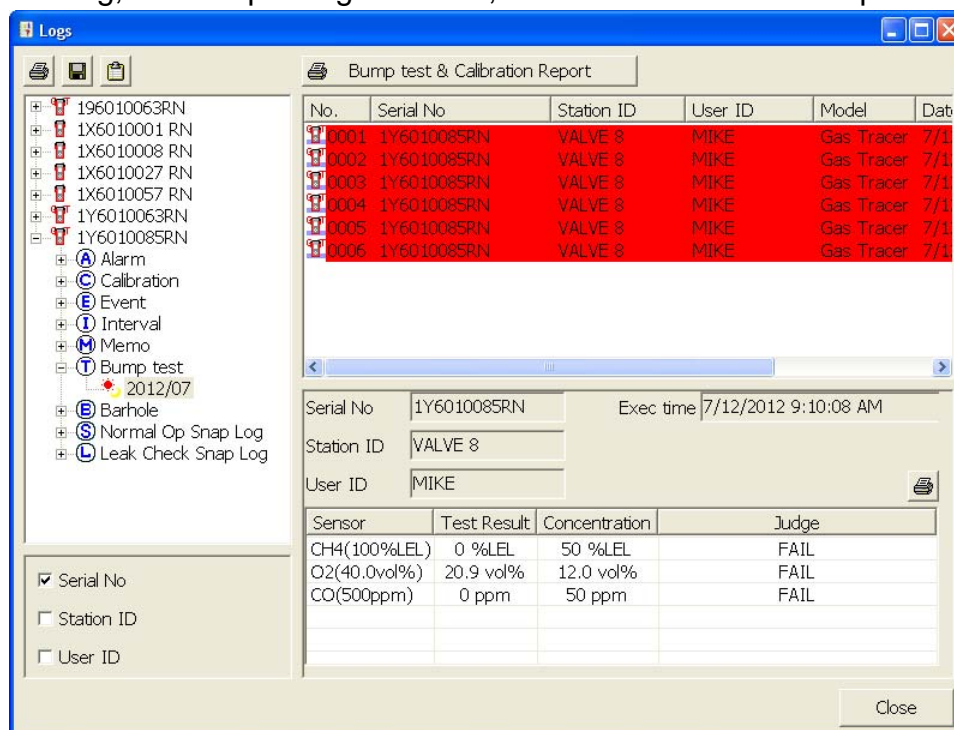 Logs
Bump test & Calibration Report
196010063RN
1X6010001 RN
1X6010008 RN
1X6010027 RN
1X6010057 RN
1Y6010063RN
1Y6010085RN
A Alarm
C Calibration
E Event
I Interval
M Memo
T Bump test
2012/07
B Barhole
S Normal Op Snap Log
L Leak Check Snap Log
Serial No
Station ID
User ID
No. Serial No Station ID User ID Model
0001 1Y6010085RN VALVE 8 MIKE Gas Tracer
0002 1Y6010085RN VALVE 8 MIKE Gas Tracer
0003 1Y6010085RN VALVE 8 MIKE Gas Tracer
0004 1Y6010085RN VALVE 8 MIKE Gas Tracer
0005 1Y6010085RN VALVE 8 MIKE Gas Tracer
0006 1Y6010085RN VALVE 8 MIKE Gas Tracer
Serial No 1Y6010085RN Exec time 7/12/2012 9:10:08 AM
Station ID VALVE 8
User ID MIKE
Sensor Test Result Concentration Judge
CH4(100%LEL) 0 %LEL 50 %LEL FAIL
O2(40.0vol%) 20.9 vol% 12.0 vol% FAIL
CO(500ppm) 0 ppm 50 ppm FAIL
Close